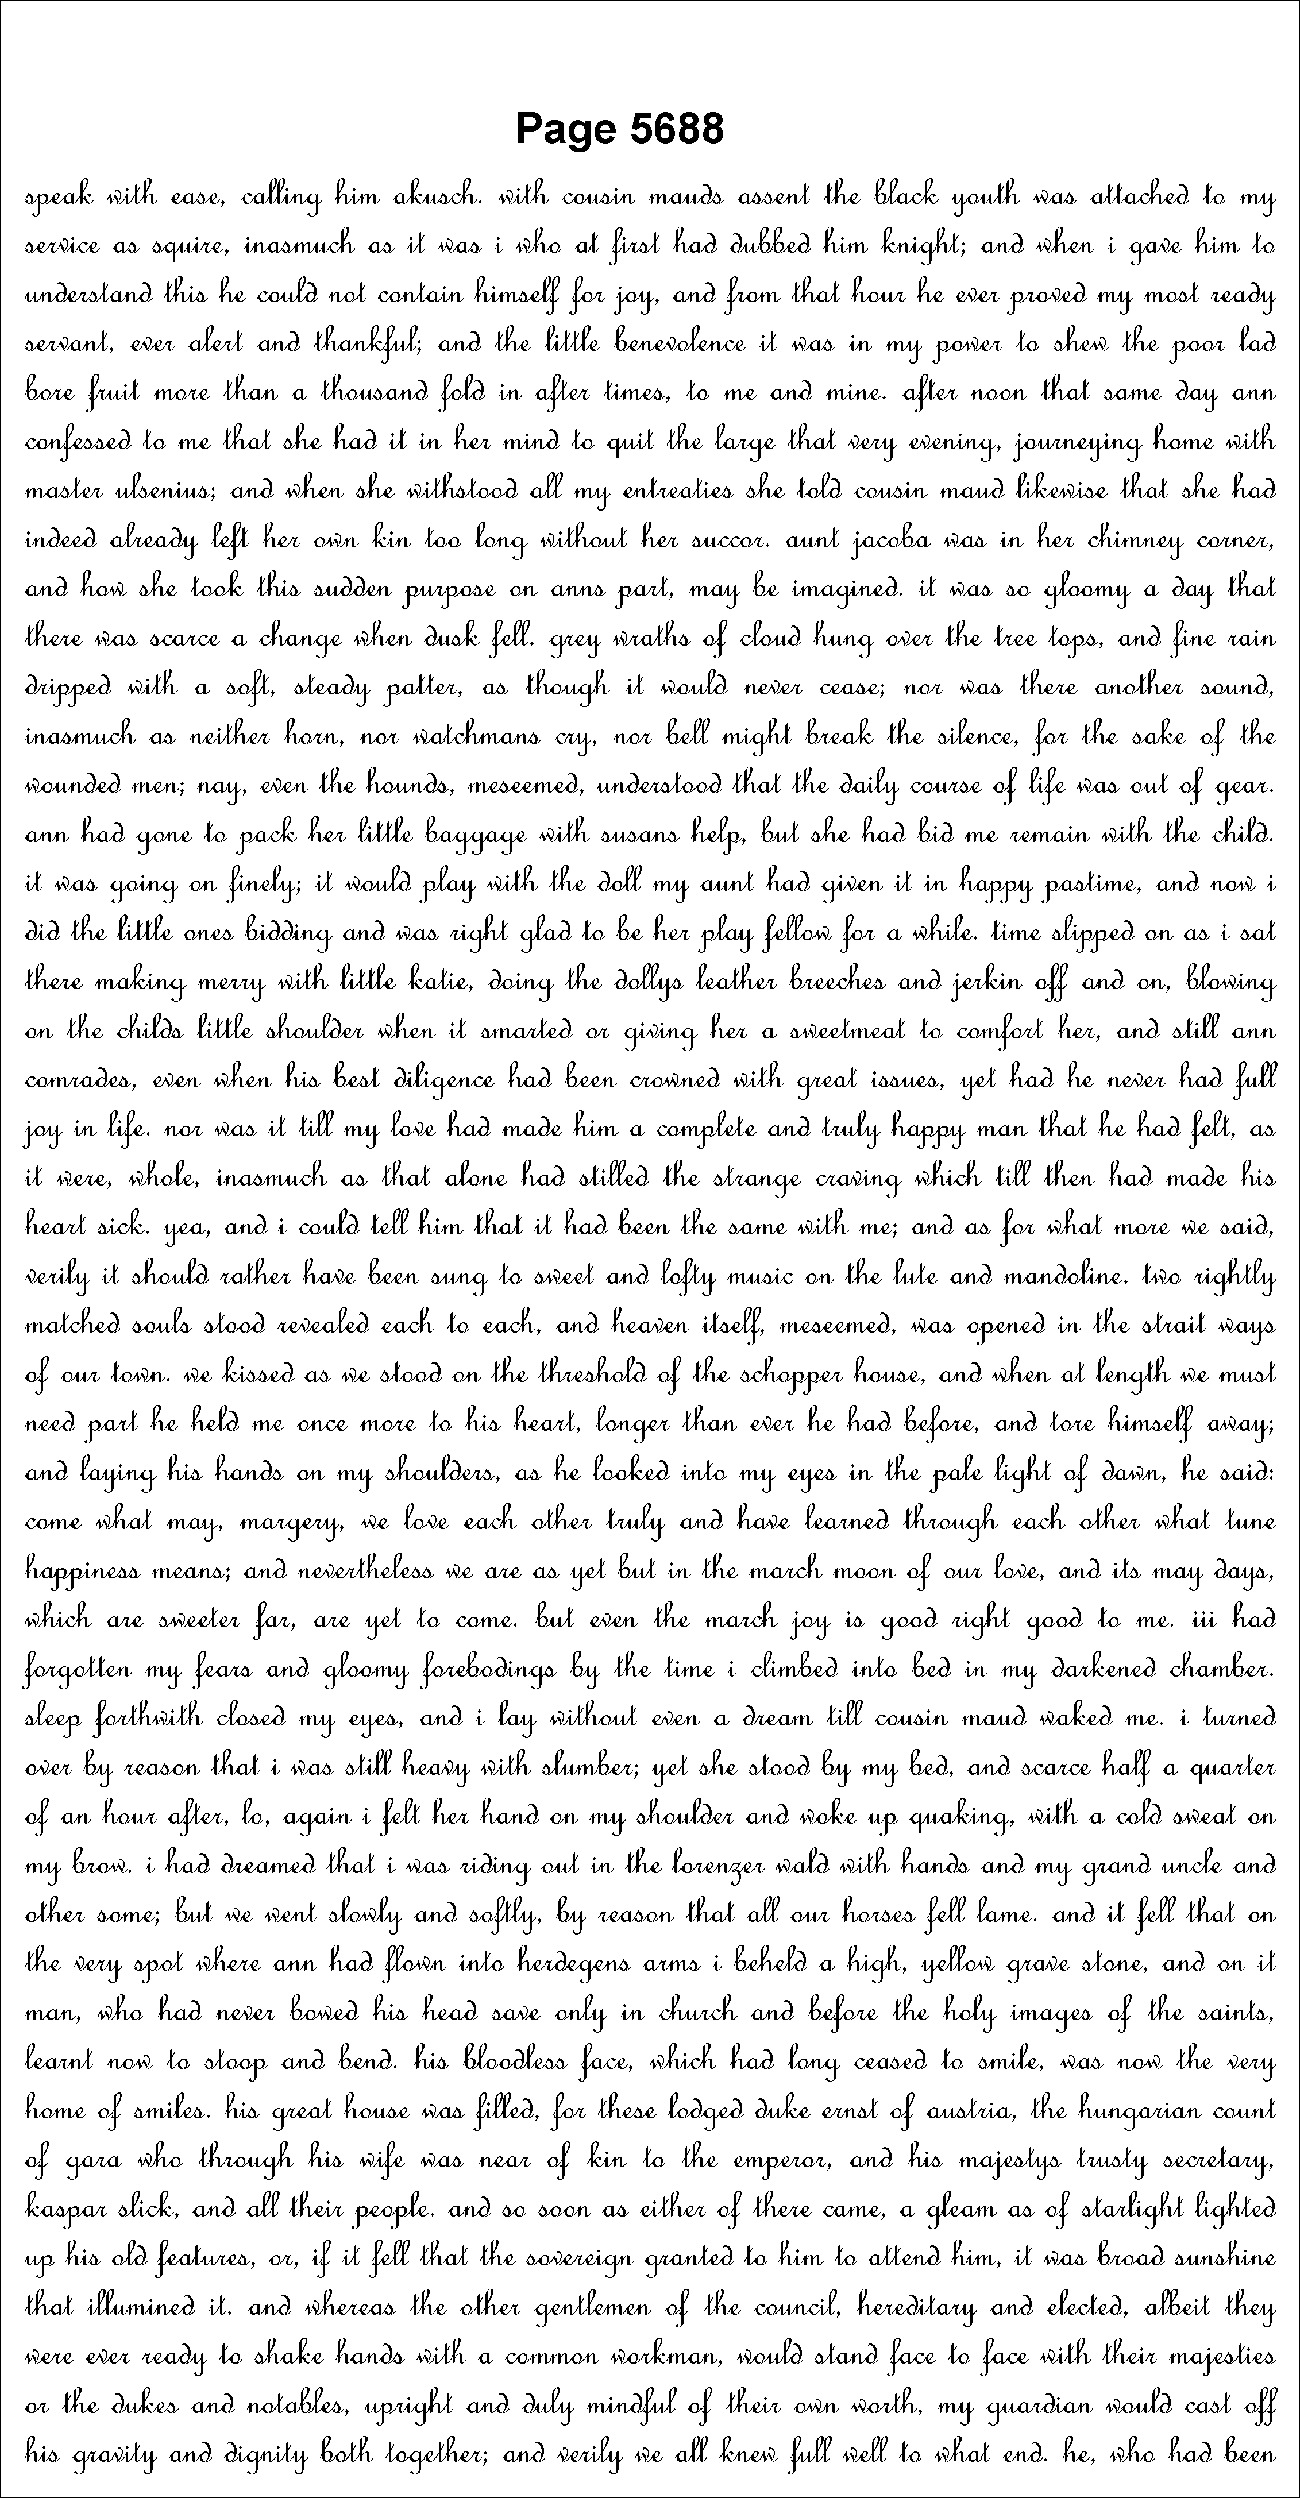 Page 5688
speak with ease, calling him akusch. with cousin mauds assent the black youth was attached to my
service as squire, inasmuch as it was i who at first had dubbed him knight; and when i gave him to
understand this he could not contain himself for joy, and from that hour he ever proved my most ready
servant, ever alert and thankful; and the little benevolence it was in my power to shew the poor lad
bore fruit more than a thousand fold in after times, to me and mine. after noon that same day ann
confessed to me that she had it in her mind to quit the large that very evening, journeying home with
master ulsenius; and when she withstood all my entreaties she told cousin maud likewise that she had
indeed already left her own kin too long without her succor. aunt jacoba was in her chimney corner,
and how she took this sudden purpose on anns part, may be imagined. it was so gloomy a day that
there was scarce a change when dusk fell. grey wraths of cloud hung over the tree tops, and fine rain
dripped with a soft, steady patter, as though it would never cease; nor was there another sound,
inasmuch as neither horn, nor watchmans cry, nor bell might break the silence, for the sake of the
wounded men; nay, even the hounds, meseemed, understood that the daily course of life was out of gear.
ann had gone to pack her little baggage with susans help, but she had bid me remain with the child.
it was going on finely; it would play with the doll my aunt had given it in happy pastime, and now i
did the little ones bidding and was right glad to be her play fellow for a while. time slipped on as i sat
there making merry with little katie, doing the dollys leather breeches and jerkin off and on, blowing
on the childs little shoulder when it smarted or giving her a sweetmeat to comfort her, and still ann
comrades, even when his best diligence had been crowned with great issues, yet had he never had full
joy in life. nor was it till my love had made him a complete and truly happy man that he had felt, as
it were, whole, inasmuch as that alone had stilled the strange craving which till then had made his
heart sick. yea, and i could tell him that it had been the same with me; and as for what more we said,
verily it should rather have been sung to sweet and lofty music on the lute and mandoline. two rightly
matched souls stood revealed each to each, and heaven itself, meseemed, was opened in the strait ways
of our town. we kissed as we stood on the threshold of the schopper house, and when at length we must
need part he held me once more to his heart, longer than ever he had before, and tore himself away;
and laying his hands on my shoulders, as he looked into my eyes in the pale light of dawn, he said:
come what may, margery, we love each other truly and have learned through each other what tune
happiness means; and nevertheless we are as yet but in the march moon of our love, and its may days,
which are sweeter far, are yet to come. but even the march joy is good right good to me. iii had
forgotten my fears and gloomy forebodings by the time i climbed into bed in my darkened chamber.
sleep forthwith closed my eyes, and i lay without even a dream till cousin maud waked me. i turned
over by reason that i was still heavy with slumber; yet she stood by my bed, and scarce half a quarter
of an hour after, lo, again i felt her hand on my shoulder and woke up quaking, with a cold sweat on
my brow. i had dreamed that i was riding out in the lorenzer wald with hands and my grand uncle and
other some; but we went slowly and softly, by reason that all our horses fell lame. and it fell that on
the very spot where ann had flown into herdegens arms i beheld a high, yellow grave stone, and on it
man, who had never bowed his head save only in church and before the holy images of the saints,
learnt now to stoop and bend. his bloodless face, which had long ceased to smile, was now the very
home of smiles. his great house was filled, for these lodged duke ernst of austria, the hungarian count
of gara who through his wife was near of kin to the emperor, and his majestys trusty secretary,
kaspar slick, and all their people. and so soon as either of there came, a gleam as of starlight lighted
up his old features, or, if it fell that the sovereign granted to him to attend him, it was broad sunshine
that illumined it. and whereas the other gentlemen of the council, hereditary and elected, albeit they
were ever ready to shake hands with a common workman, would stand face to face with their majesties
or the dukes and notables, upright and duly mindful of their own worth, my guardian would cast off
his gravity and dignity both together; and verily we all knew full well to what end. he, who had been